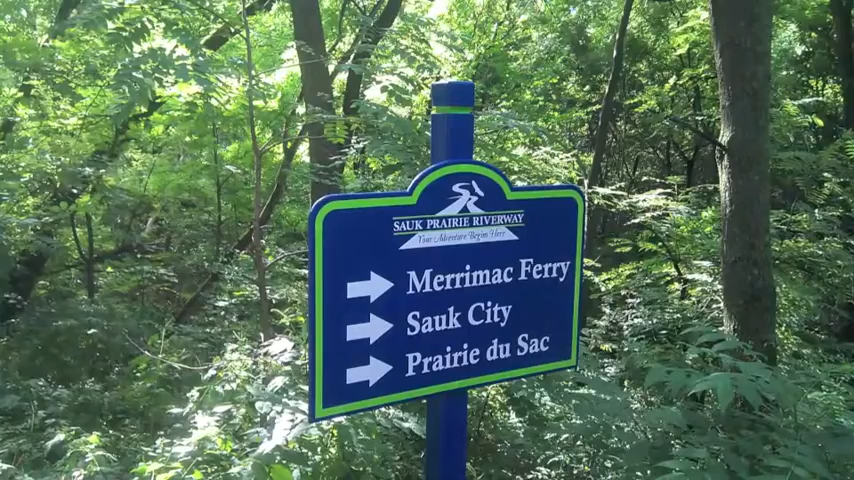 SAUK PRAIRIE RIVERWAY
Your Adventure Begins Here
Merrimac Ferry
Sauk City
Prairie du Sac